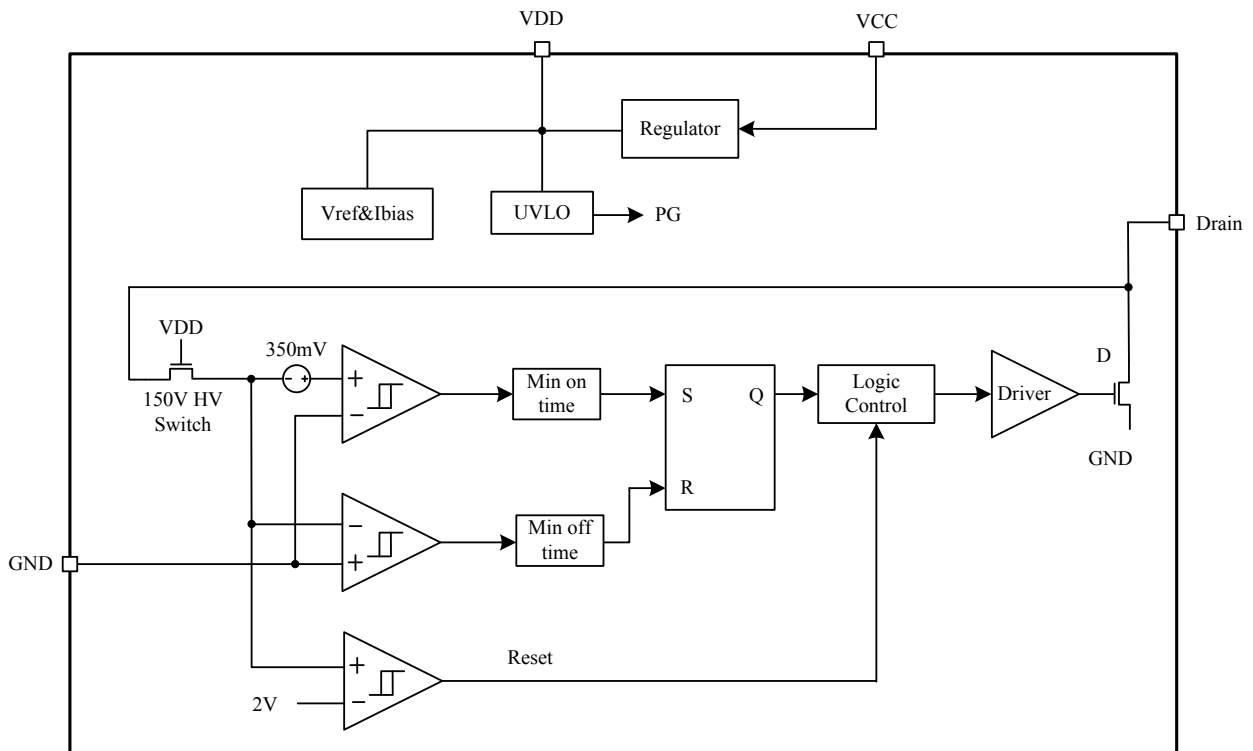 VDD
VCC
Regulator
Vref&Ibias
UVLO
PG
Drain
VDD
350mV
150V HV
Switch
+
−
Min on
time
S
Q
R
Logic
Control
Driver
D
GND
−
+
Min off
time
GND
+
−
2V
Reset